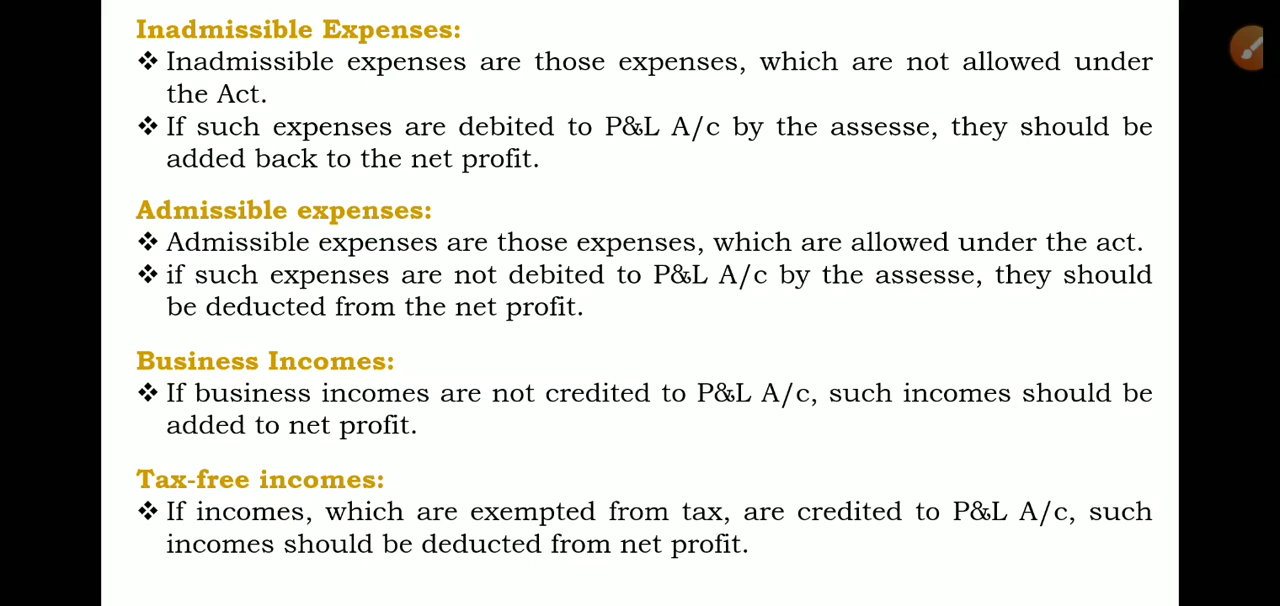 Inadmissible Expenses:
❖ Inadmissible expenses are those expenses, which are not allowed under
the Act.
❖ If such expenses are debited to P&L A/c by the assesse, they should be
added back to the net profit.
Admissible expenses:
❖ Admissible expenses are those expenses, which are allowed under the act.
❖ if such expenses are not debited to P&L A/c by the assesse, they should
be deducted from the net profit.
Business Incomes:
❖ If business incomes are not credited to P&L A/c, such incomes should be
added to net profit.
Tax-free incomes:
❖ If incomes, which are exempted from tax, are credited to P&L A/c, such
incomes should be deducted from net profit.